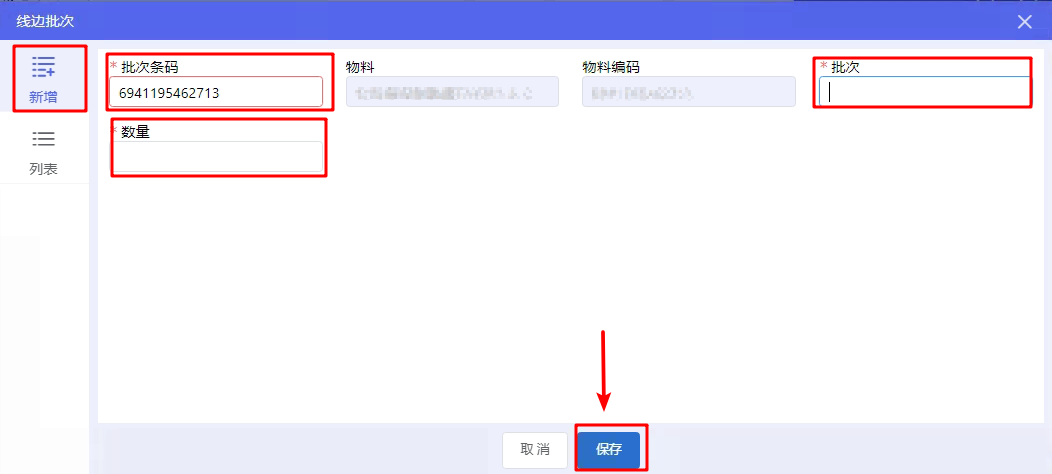 线边批次
新增
列表
* 批次条码
6941195462713
物料
物料编码
* 批次
* 数量
取消
保存